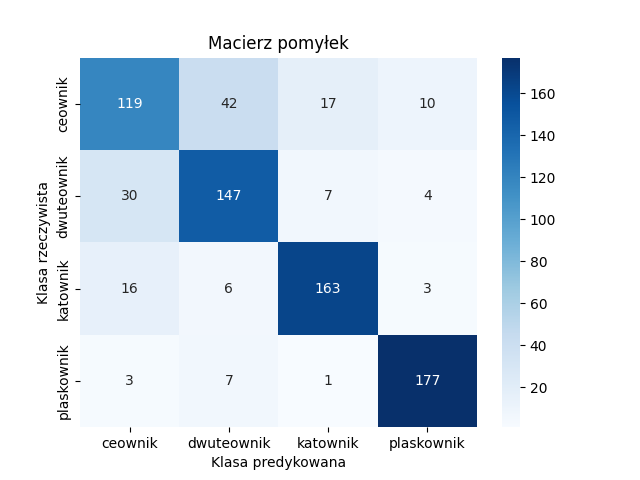 Macierz pomyłek
Klasa rzeczywista
ceownik 119 42 17 10
dwuteownik 30 147 7 4
katownik 16 6 163 3
plaskownik 3 7 1 177
ceownik dwuteownik katownik plaskownik
Klasa predykowana
160
140
120
100
80
60
40
20